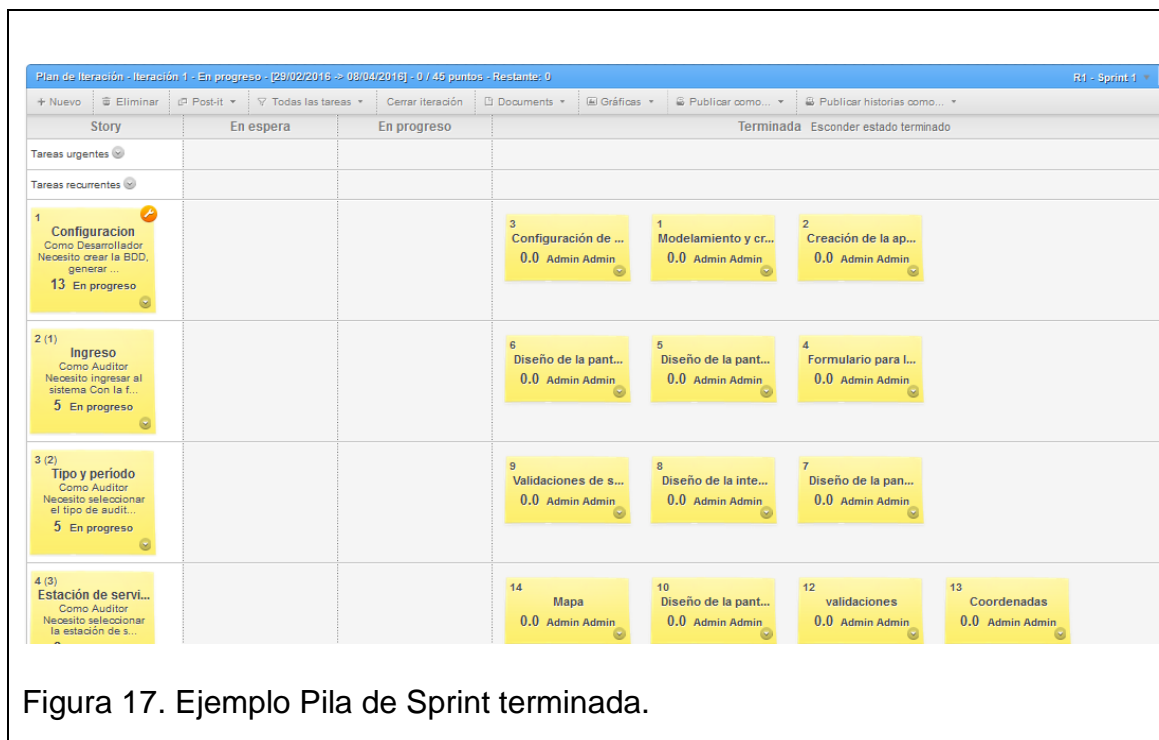 Plan de Iteración - Iteración 1 - En progreso - [29/02/2016 -> 08/04/2016] - 0 / 45 puntos - Restante: 0 R1 - Sprint 1
+ Nuevo Eliminar Post-it Todas las tareas Cerrar iteración Documents Gráficas Publicar como... Publicar historias como...
Story En espera En progreso Terminada Esconder estado terminado
Tareas urgentes
Tareas recurrentes
1
Configuracion
Como Desarrollador
Necesito crear la BDD,
generar ...
13 En progreso
3
Configuración de ...
0.0 Admin Admin
1
Modelamiento y cr...
0.0 Admin Admin
2
Creación de la ap...
0.0 Admin Admin
2 (1)
Ingreso
Como Auditor
Necesito ingresar al
sistema Con la f...
5 En progreso
6
Diseño de la pant...
0.0 Admin Admin
5
Diseño de la pant...
0.0 Admin Admin
4
Formulario para l...
0.0 Admin Admin
3 (2)
Tipo y periodo
Como Auditor
Necesito seleccionar
el tipo de audit...
5 En progreso
9
Validaciones de s...
0.0 Admin Admin
8
Diseño de la inte...
0.0 Admin Admin
7
Diseño de la pan...
0.0 Admin Admin
4 (3)
Estación de servi...
Como Auditor
Necesito seleccionar
la estación de s...
14
Mapa
0.0 Admin Admin
10
Diseño de la pant...
0.0 Admin Admin
12
validaciones
0.0 Admin Admin
13
Coordenadas
0.0 Admin Admin
Figura 17. Ejemplo Pila de Sprint terminada.